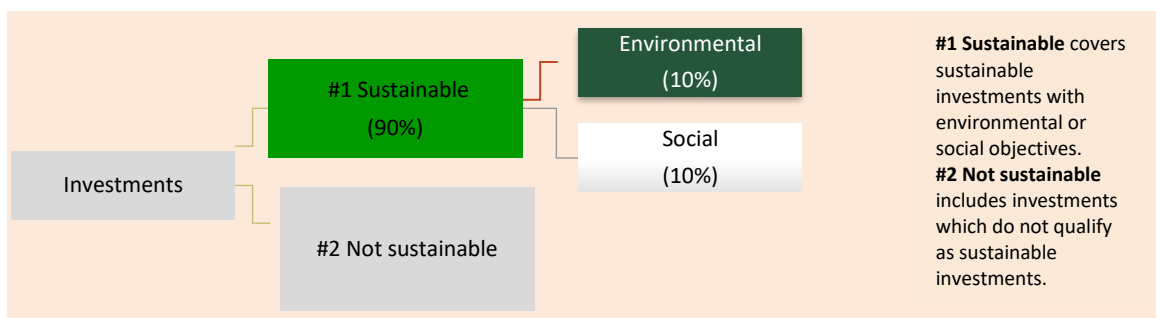 Investments
#1 Sustainable
(90%)
#2 Not sustainable
Environmental
(10%)
Social
(10%)
#1 Sustainable covers
sustainable
investments with
environmental or
social objectives.
#2 Not sustainable
includes investments
which do not qualify
as sustainable
investments.